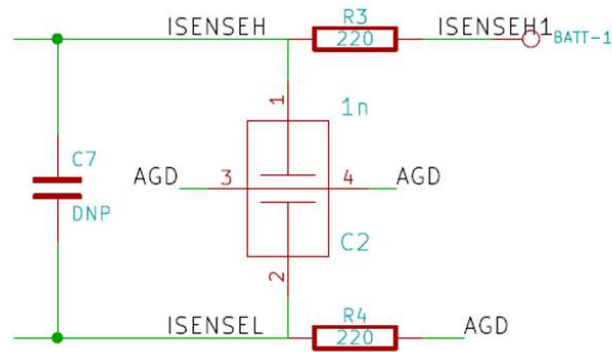 ISENSEH
R3
220
ISENSEH1
BATT-1
1
1n
C7
AGD
3
4
AGD
DNP
C2
2
ISENSEL
R4
220
AGD